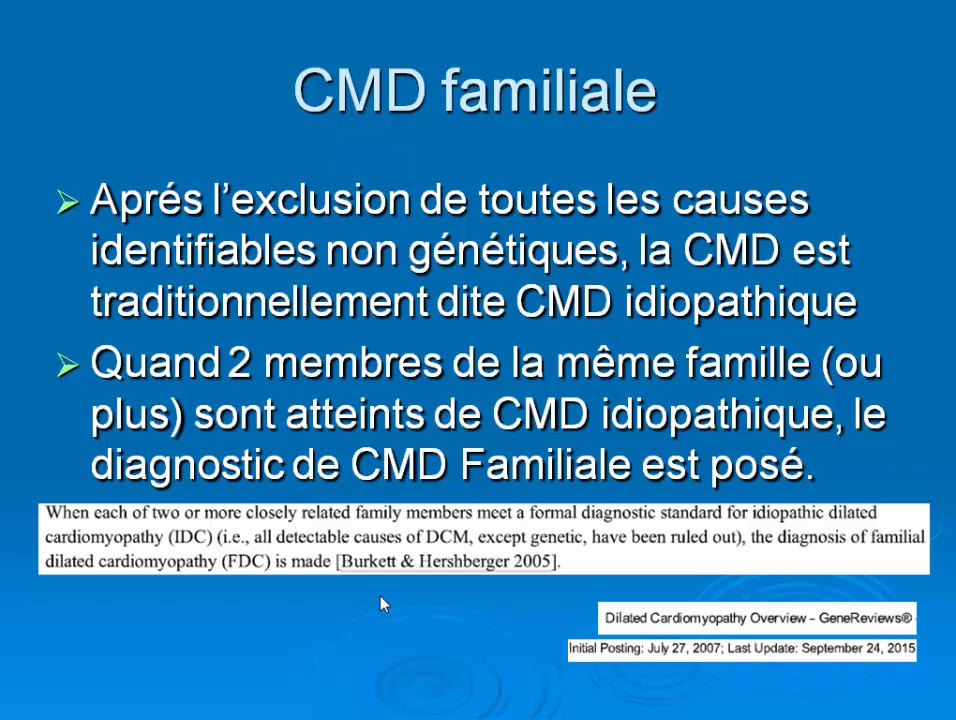 CMD familiale
Aprés l’exclusion de toutes les causes
identifiables non génétiques, la CMD est
traditionnellement dite CMD idiopathique
Quand 2 membres de la même famille (ou
plus) sont atteints de CMD idiopathique, le
diagnostic de CMD Familiale est posé.
When each of two or more closely related family members meet a formal diagnostic standard for idiopathic dilated
cardiomyopathy (IDC) (i.e., all detectable causes of DCM, except genetic, have been ruled out), the diagnosis of familial
dilated cardiomyopathy (FDC) is made [Burkett & Hershberger 2005].
Dilated Cardiomyopathy Overview - GeneReviews®
Initial Posting: July 27, 2007; Last Update: September 24, 2015